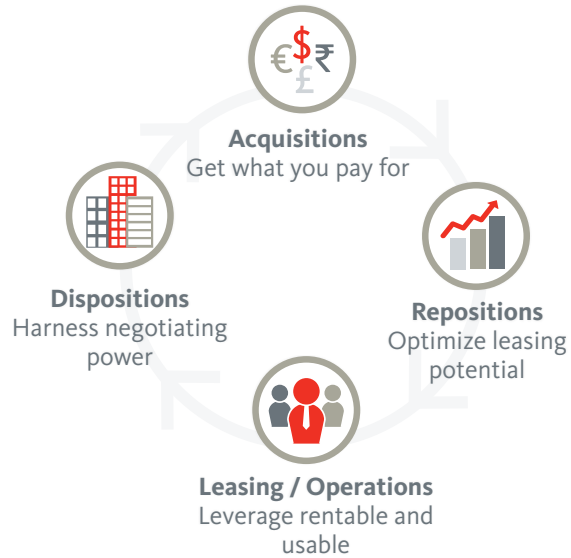 € $ ₹
£
Acquisitions
Get what you pay for
Repositions
Optimize leasing
potential
Leasing / Operations
Leverage rentable and
usable
Dispositions
Harness negotiating
power